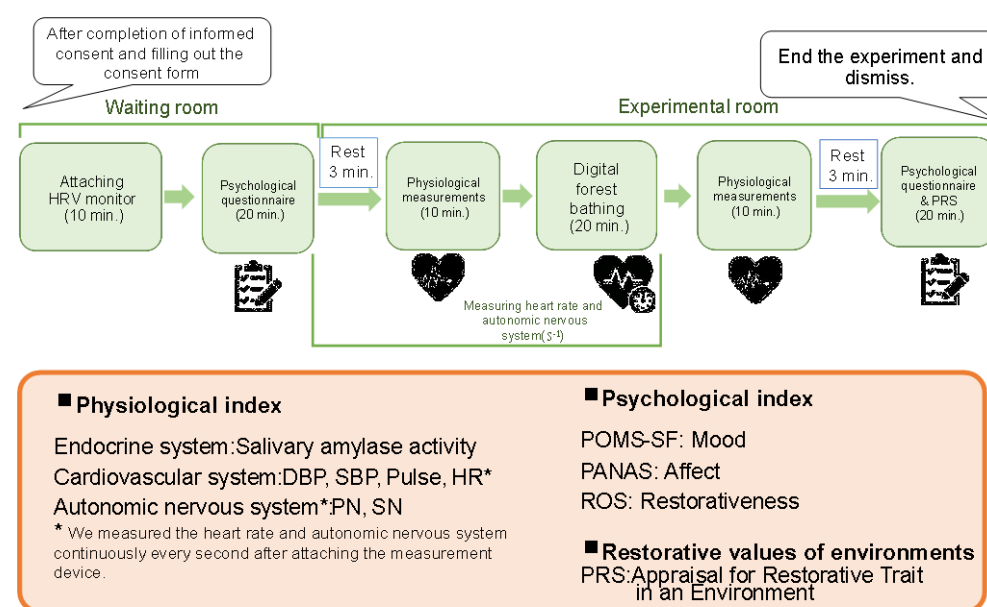 After completion of informed
consent and filling out the
consent form
End the experiment and
dismiss.
Waiting room
Experimental room
Attaching
HRV monitor
(10 min.)
Psychological
questionnaire
(20 min.)
Rest
3 min.
Physiological
measurements
(10 min.)
Digital
forest
bathing
(20 min.)
Physiological
measurements
(10 min.)
Rest
3 min.
Psychological
questionnaire
& PRS
(20 min.)
Measuring heart rate and
autonomic nervous
system(S⁻¹)
■Physiological index
Endocrine system:Salivary amylase activity
Cardiovascular system:DBP, SBP, Pulse, HR*
Autonomic nervous system*:PN, SN
* We measured the heart rate and autonomic nervous system
continuously every second after attaching the measurement
device.
■Psychological index
POMS-SF: Mood
PANAS: Affect
ROS: Restorativeness
■Restorative values of environments
PRS:Appraisal for Restorative Trait
in an Environment